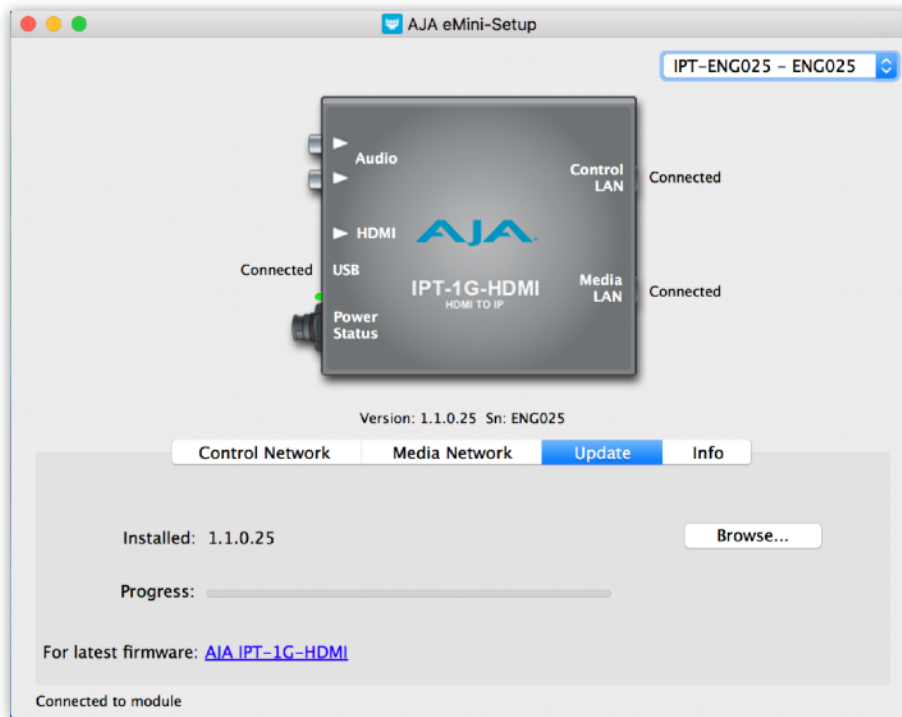 AJA eMini-Setup
IPT-ENG025 – ENG025
Audio
Control
LAN
Connected
HDMI
AJA
Connected
USB
IPT-1G-HDMI
HDMI TO IP
Media
LAN
Connected
Power
Status
Version: 1.1.0.25 Sn: ENG025
Control Network
Media Network
Update
Info
Installed: 1.1.0.25
Browse...
Progress:
For latest firmware: AJA IPT-1G-HDMI
Connected to module